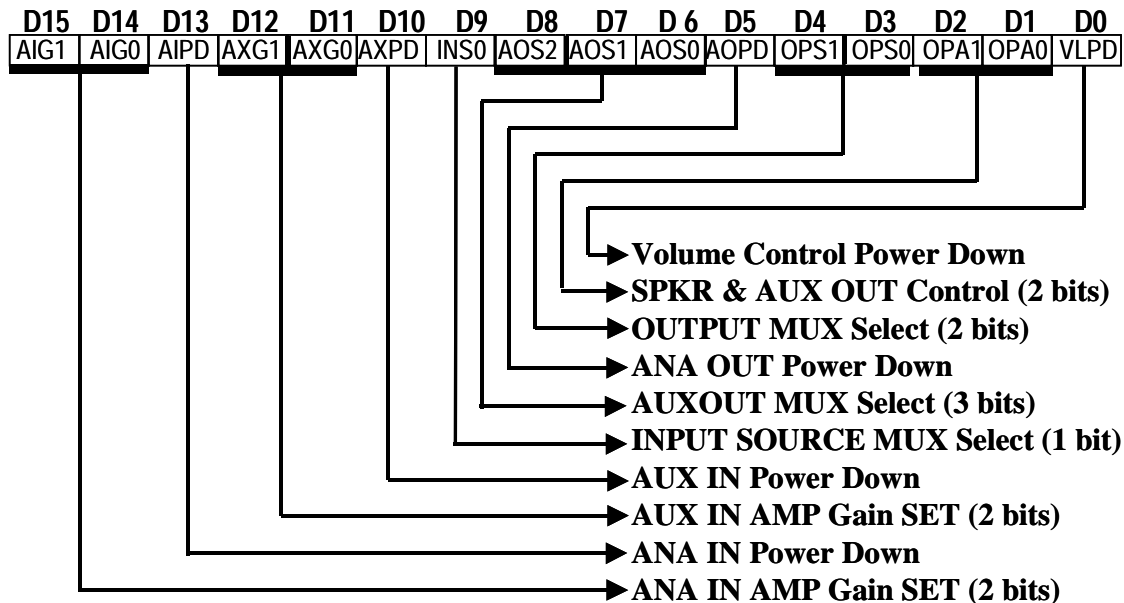 D15 D14 D13 D12 D11 D10 D9 D8 D7 D 6 D5 D4 D3 D2 D1 D0
AIG1 AIG0 AIPD AXG1 AXG0 AXPD INS0 AOS2 AOS1 AOS0 AOPD OPS1 OPS0 OPA1 OPA0 VLPD
Volume Control Power Down
SPKR & AUX OUT Control (2 bits)
OUTPUT MUX Select (2 bits)
ANA OUT Power Down
AUXOUT MUX Select (3 bits)
INPUT SOURCE MUX Select (1 bit)
AUX IN Power Down
AUX IN AMP Gain SET (2 bits)
ANA IN Power Down
ANA IN AMP Gain SET (2 bits)